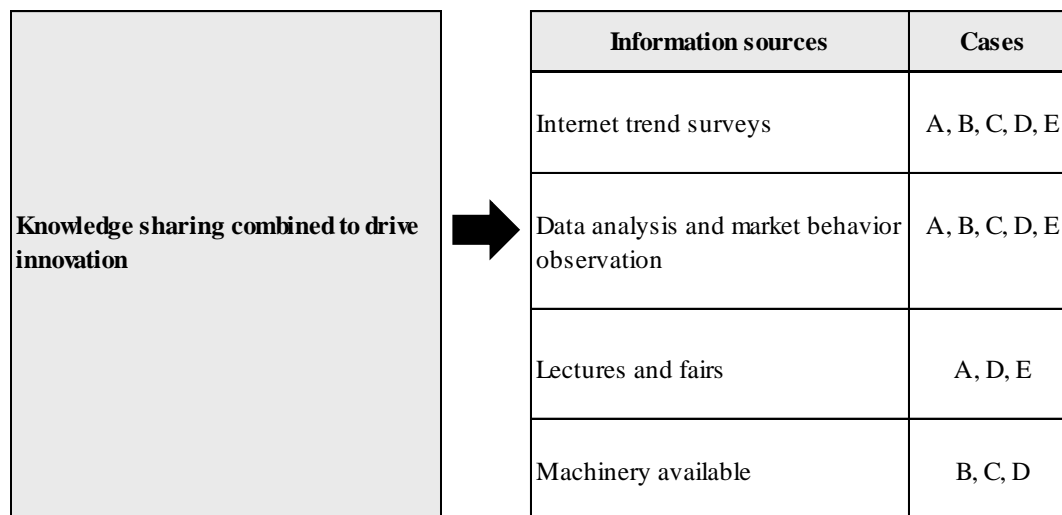 Knowledge sharing combined to drive
innovation
Information sources
Cases
Internet trend surveys
A, B, C, D, E
Data analysis and market behavior
observation
A, B, C, D, E
Lectures and fairs
A, D, E
Machinery available
B, C, D